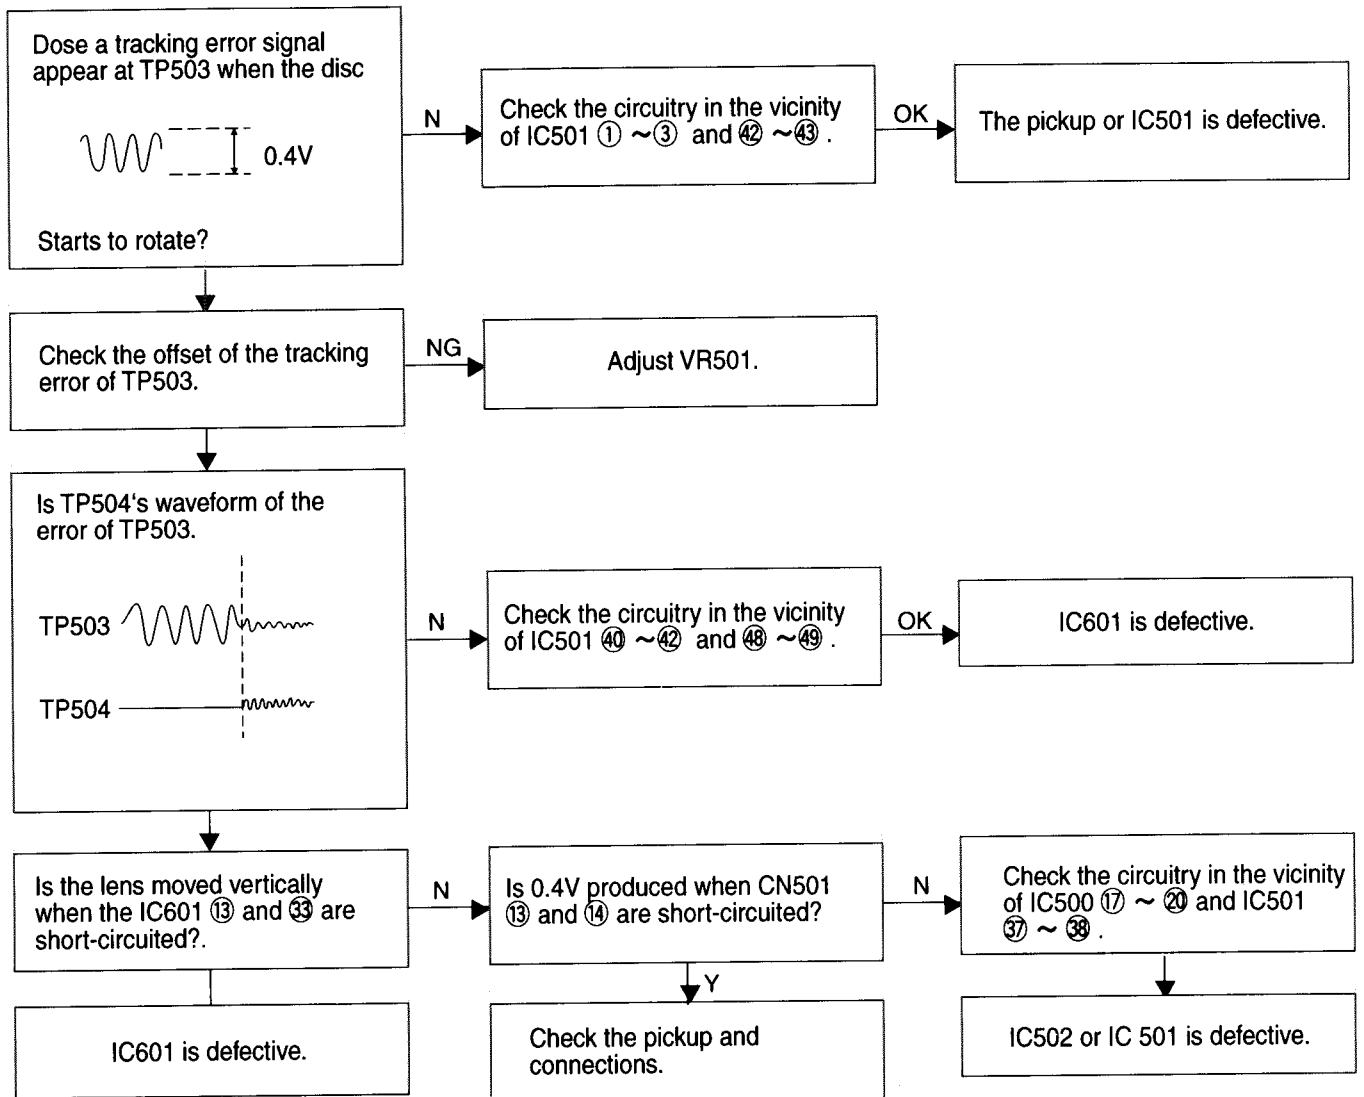 Dose a tracking error signal
appear at TP503 when the disc
0.4V
Starts to rotate?
N
Check the circuitry in the vicinity
of IC501 ① ~③ and ㊷ ~㊸ .
OK
The pickup or IC501 is defective.
Check the offset of the tracking
error of TP503.
NG
Adjust VR501.
Is TP504's waveform of the
error of TP503.
TP503
TP504
N
Check the circuitry in the vicinity
of IC501 ㊵ ~㊷ and ㊽ ~㊾ .
OK
IC601 is defective.
Is the lens moved vertically
when the IC601 ⑬ and ㉝ are
short-circuited?.
N
Is 0.4V produced when CN501
⑬ and ⑭ are short-circuited?
N
Check the circuitry in the vicinity
of IC500 ⑰ ~ ⑳ and IC501
㊲ ~ ㊳ .
Y
IC601 is defective.
Check the pickup and
connections.
IC502 or IC 501 is defective.